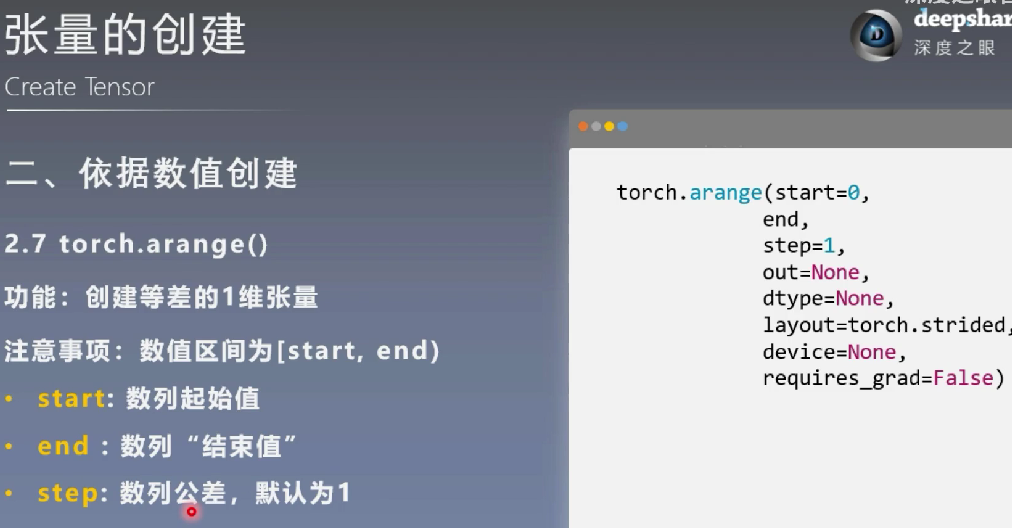 张量的创建
Create Tensor
deepshar
深度之眼
二、依据数值创建
2.7 torch.arange()
功能：创建等差的1维张量
注意事项：数值区间为[start, end)
• start: 数列起始值
• end : 数列“结束值”
• step: 数列公差，默认为1
torch.arange(start=0,
end,
step=1,
out=None,
dtype=None,
layout=torch.strided,
device=None,
requires_grad=False)